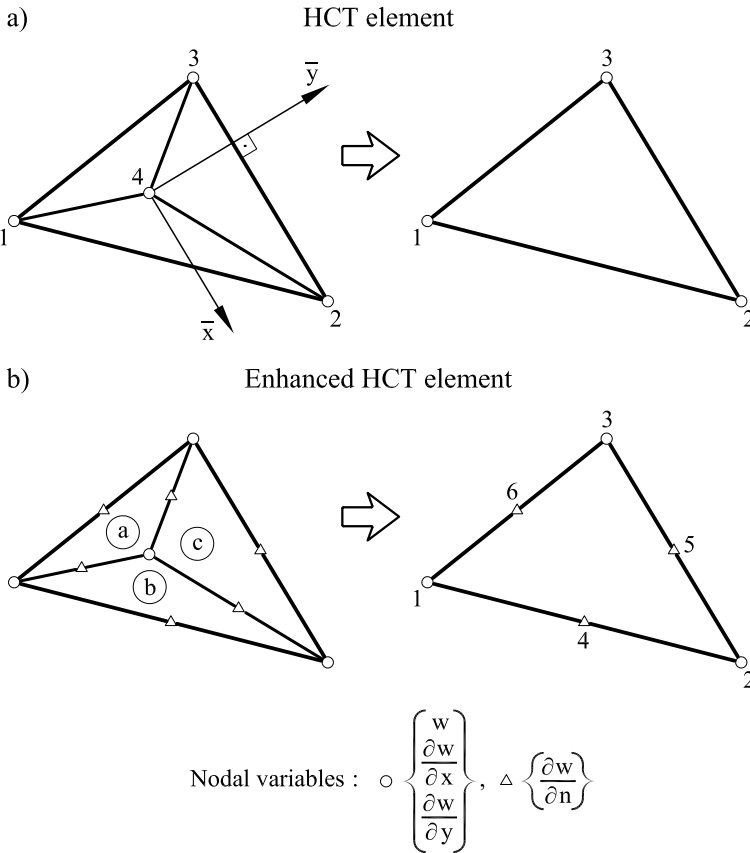 a) HCT element
3 y̅ 3
4
1 1
x̅ 2 2
b) Enhanced HCT element
3
6
a c
b 5
1
4 2
Nodal variables : ○ { w ∂w/∂x ∂w/∂y } , △ { ∂w/∂n }